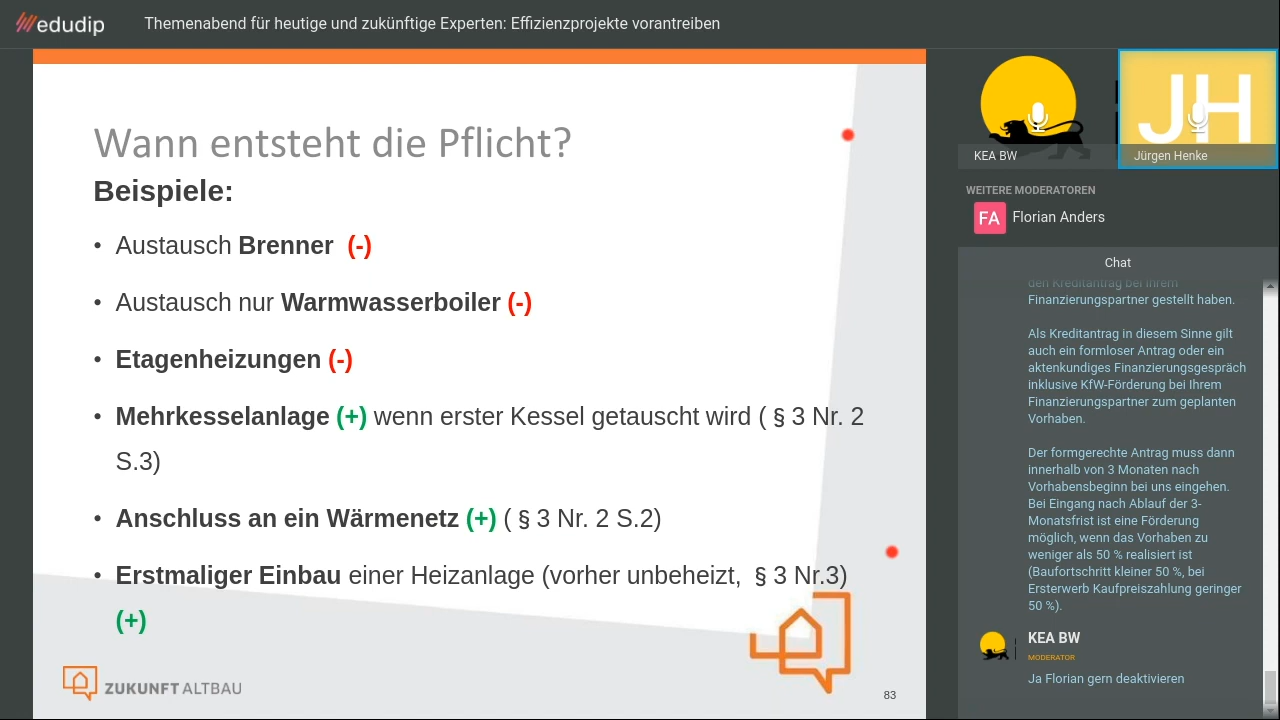 edudip
Themenabend für heutige und zukünftige Experten: Effizienzprojekte vorantreiben
Wann entsteht die Pflicht?
Beispiele:
• Austausch Brenner (-)
• Austausch nur Warmwasserboiler (-)
• Etagenheizungen (-)
• Mehrkesselanlage (+) wenn erster Kessel getauscht wird ( § 3 Nr. 2
S.3)
• Anschluss an ein Wärmenetz (+) ( § 3 Nr. 2 S.2)
• Erstmaliger Einbau einer Heizanlage (vorher unbeheizt, § 3 Nr.3)
(+)
ZUKUNFT ALTBAU
83
JH
KEA BW
Jürgen Henke
WEITERE MODERATOREN
FA
Florian Anders
Chat
den Kreditantrag bei Ihrem
Finanzierungspartner gestellt haben.
Als Kreditantrag in diesem Sinne gilt
auch ein formloser Antrag oder ein
aktenkundiges Finanzierungsgespräch
inklusive KfW-Förderung bei Ihrem
Finanzierungspartner zum geplanten
Vorhaben.
Der formgerechte Antrag muss dann
innerhalb von 3 Monaten nach
Vorhabensbeginn bei uns eingehen.
Bei Eingang nach Ablauf der 3-
Monatsfrist ist eine Förderung
möglich, wenn das Vorhaben zu
weniger als 50 % realisiert ist
(Baufortschritt kleiner 50 %, bei
Ersterwerb Kaufpreiszahlung geringer
50 %).
KEA BW
MODERATOR
Ja Florian gern deaktivieren